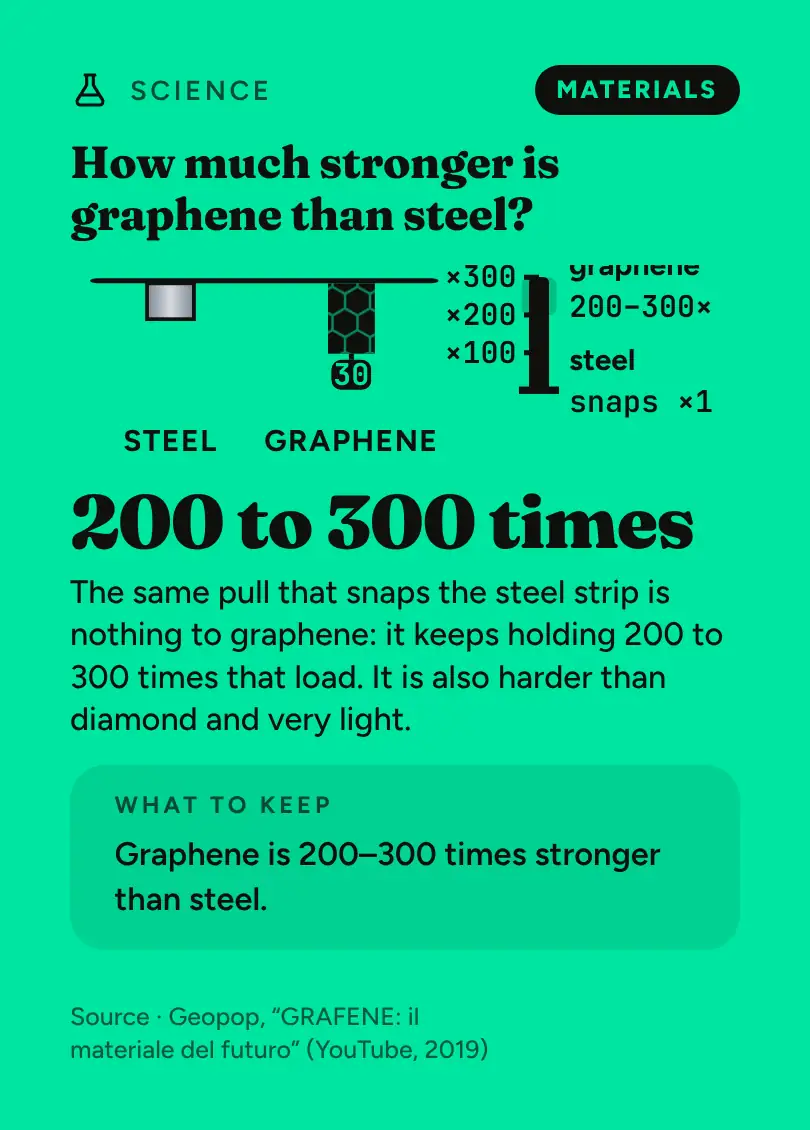 SCIENCE
MATERIALS
How much stronger is
graphene than steel?
×300
×200
×100
graphene
200–300×
steel
snaps ×1
30
STEEL
GRAPHENE
200 to 300 times
The same pull that snaps the steel strip is
nothing to graphene: it keeps holding 200 to
300 times that load. It is also harder than
diamond and very light.
WHAT TO KEEP
Graphene is 200–300 times stronger
than steel.
Source · Geopop, “GRAFENE: il
materiale del futuro” (YouTube, 2019)